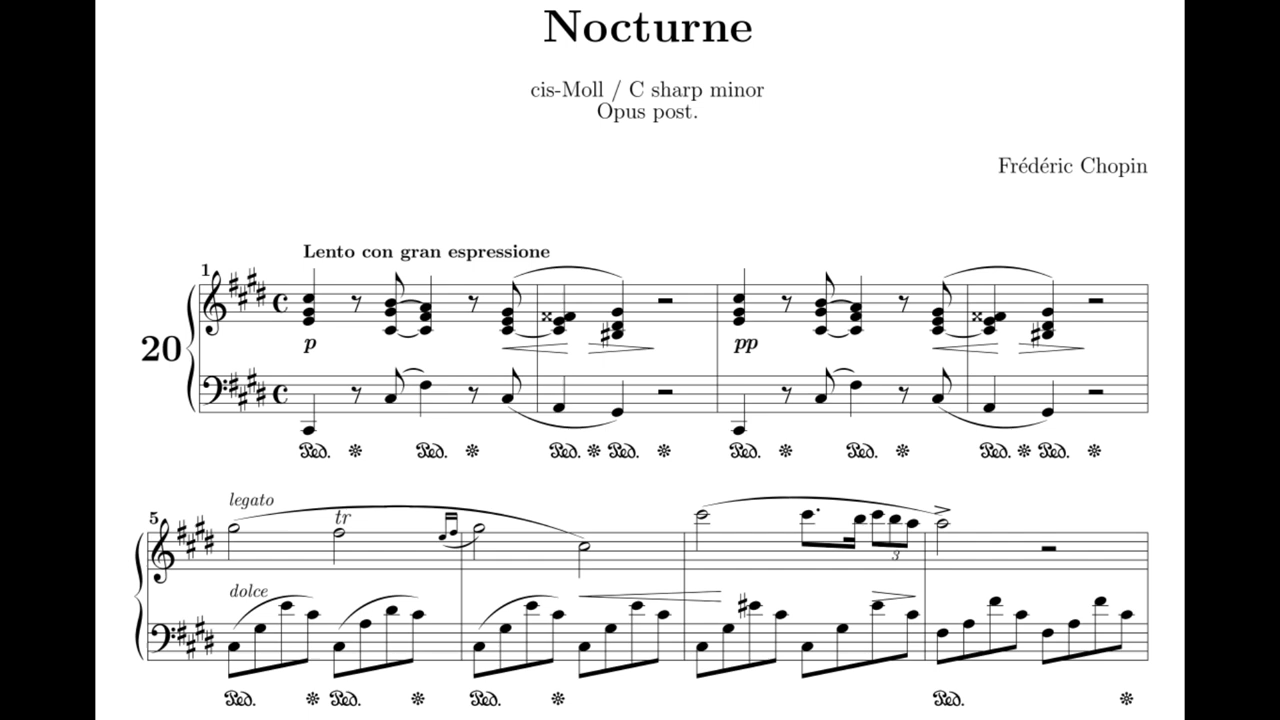 Nocturne
cis-Moll / C sharp minor
Opus post.
Frédéric Chopin
Lento con gran espressione
1
20
p
pp
Ped. Ped. Ped. Ped. Ped. Ped. Ped. Ped.
legato
5
tr
3
dolce
Ped. Ped. Ped. Ped.